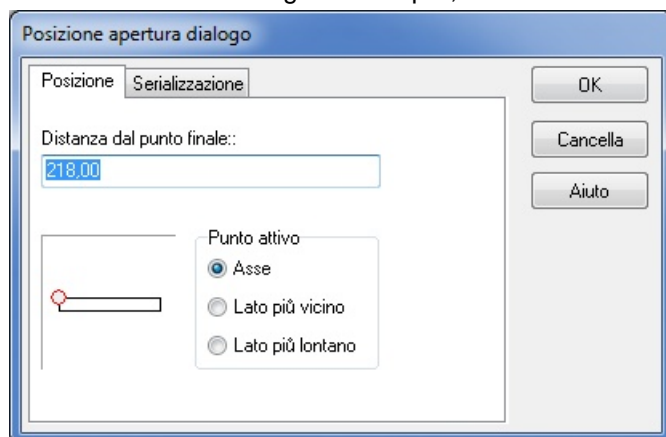 Posizione apertura dialogo
Posizione Serializzazione
OK
Distanza dal punto finale::
Cancella
218,00
Aiuto
Punto attivo
Asse
Lato più vicino
Lato più lontano